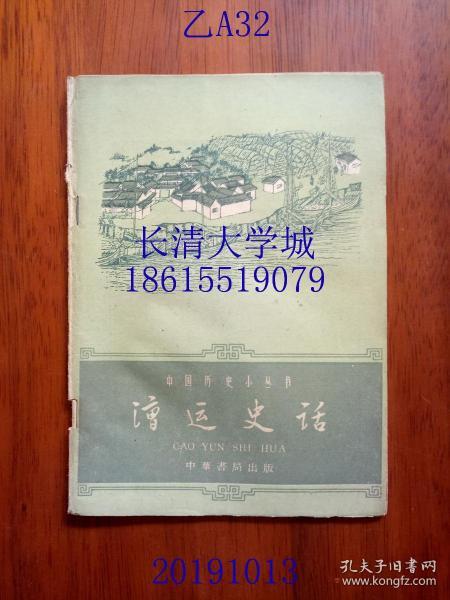 乙A32
长清大学城
18615519079
中国历史小丛书
漕运史话
CAO YUN SHI HUA
中華書局出版
20191013
孔夫子旧书网
www.kongfz.com